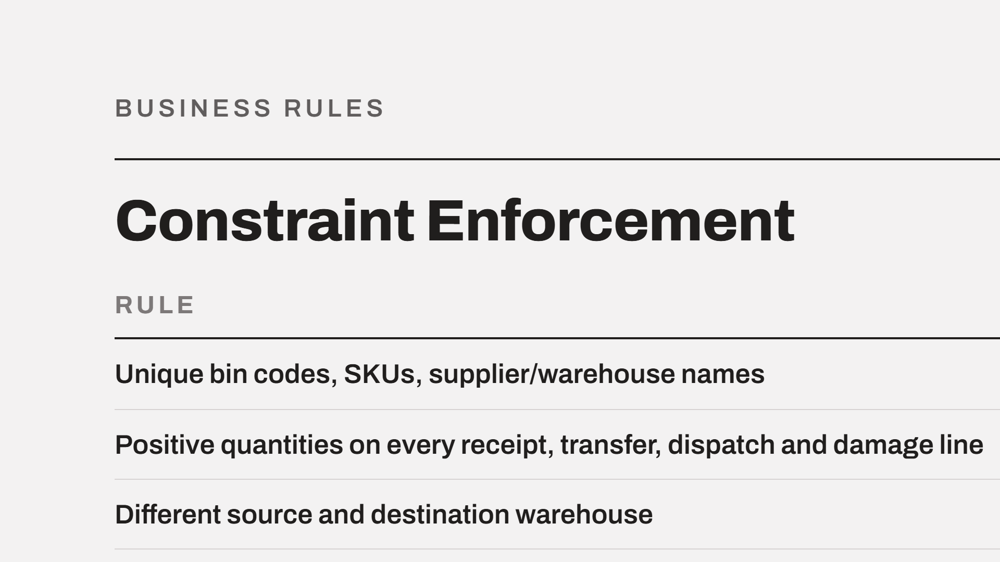 BUSINESS RULES
Constraint Enforcement
RULE
Unique bin codes, SKUs, supplier/warehouse names
Positive quantities on every receipt, transfer, dispatch and damage line
Different source and destination warehouse